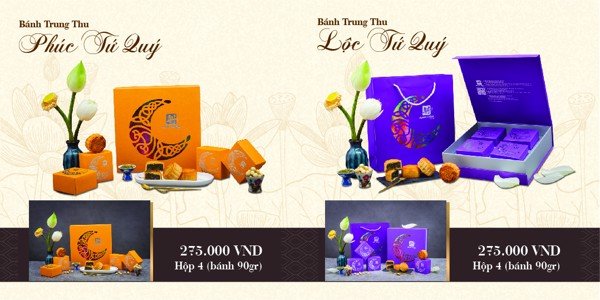 Bánh Trung Thu
Phúc Tứ Quý
275.000 VND
Hộp 4 (bánh 90gr)
Bánh Trung Thu
Lộc Tứ Quý
275.000 VND
Hộp 4 (bánh 90gr)